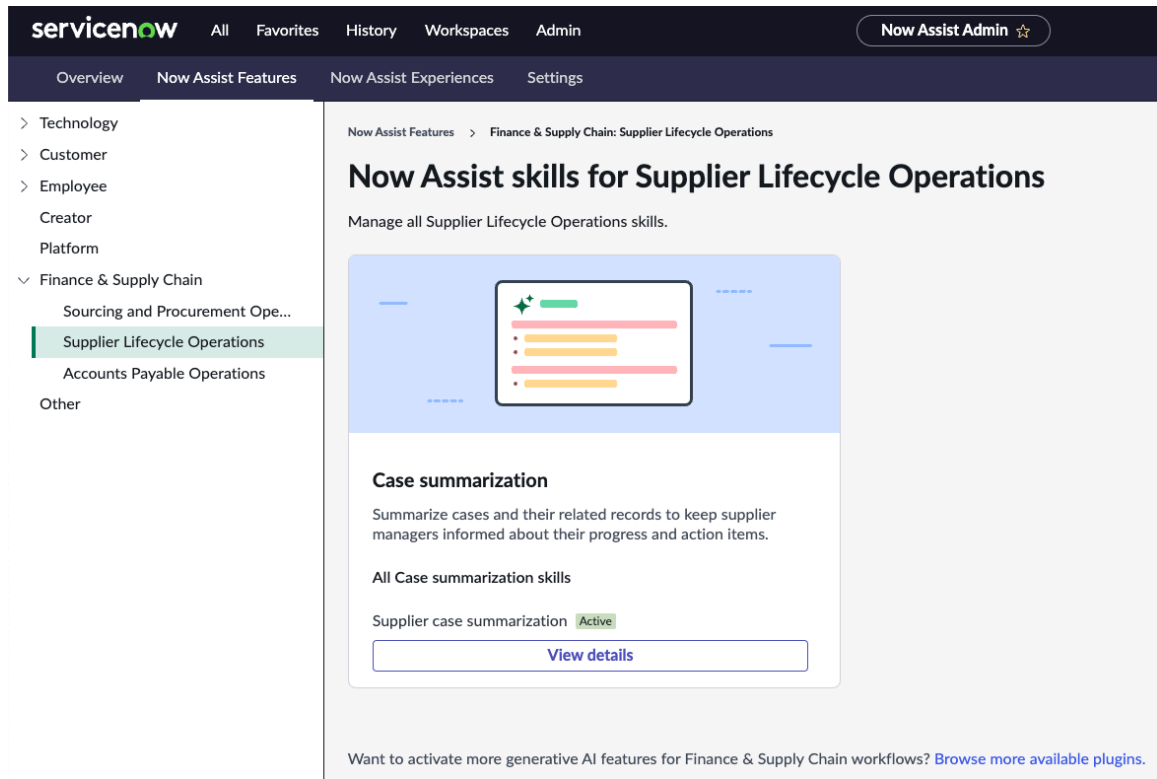 servicenow All Favorites History Workspaces Admin Now Assist Admin
Overview Now Assist Features Now Assist Experiences Settings
Technology
Customer
Employee
Creator
Platform
Finance & Supply Chain
Sourcing and Procurement Ope...
Supplier Lifecycle Operations
Accounts Payable Operations
Other
Now Assist Features > Finance & Supply Chain: Supplier Lifecycle Operations
Now Assist skills for Supplier Lifecycle Operations
Manage all Supplier Lifecycle Operations skills.
Case summarization
Summarize cases and their related records to keep supplier
managers informed about their progress and action items.
All Case summarization skills
Supplier case summarization Active
View details
Want to activate more generative AI features for Finance & Supply Chain workflows? Browse more available plugins.